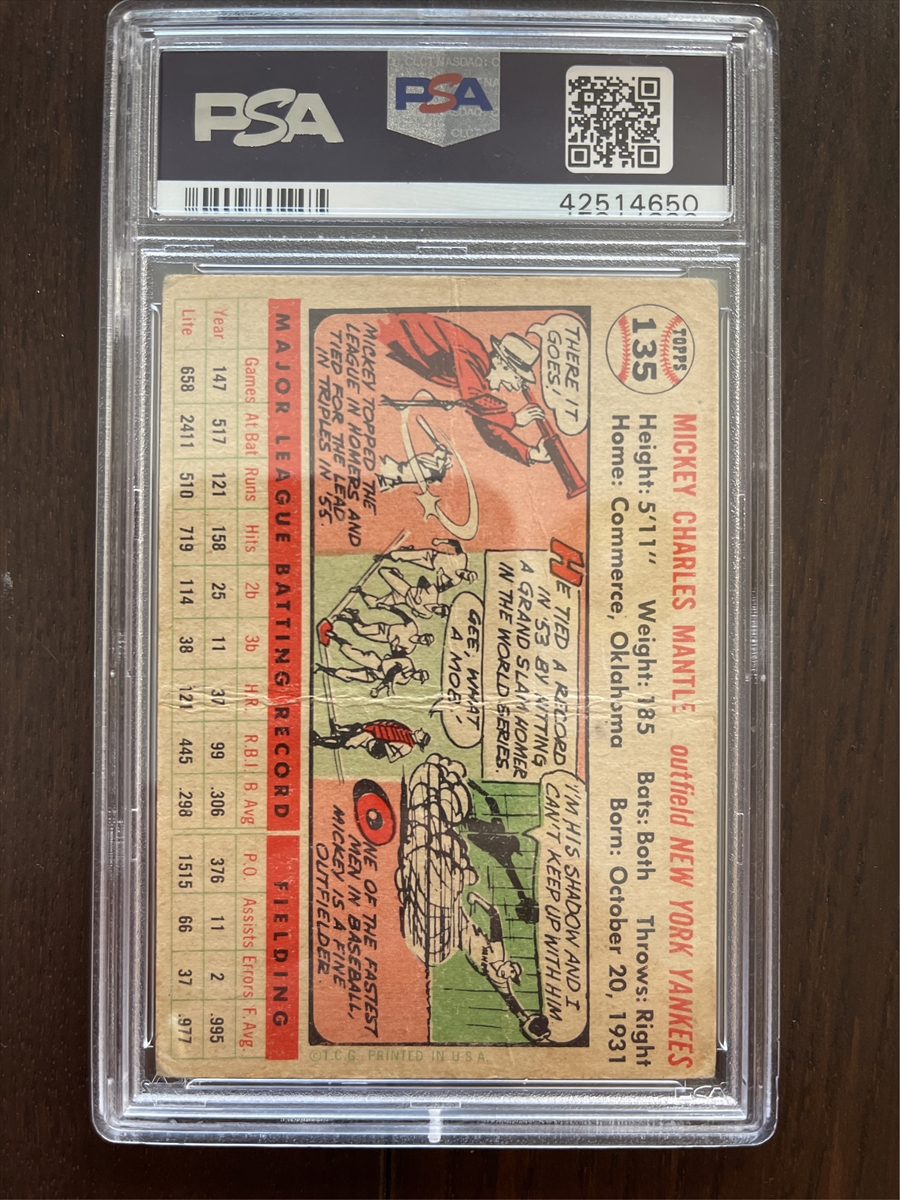 PSA
PSA
42514650
TOPPS
135
MICKEY CHARLES MANTLE outfield NEW YORK YANKEES
Height: 5'11" Weight: 185 Bats: Both Throws: Right
Home: Commerce, Oklahoma Born: October 20, 1931
THERE IT
GOES!
MICKEY TOPPED THE
LEAGUE IN HOMERS AND
TIED FOR THE LEAD
IN TRIPLES IN '55
HE TIED A RECORD
IN '53 BY HITTING
A GRAND SLAM HOMER
IN THE WORLD SERIES.
GEE, WHAT
A MOE!
I'M HIS SHADOW AND I
CAN'T KEEP UP WITH HIM
ONE OF THE FASTEST
MEN IN BASEBALL,
MICKEY IS A FINE
OUTFIELDER.
MAJOR LEAGUE BATTING RECORD FIELDING
Games At Bat Runs Hits 2b 3b H.R. R.B.I. B Avg P.O. Assists Errors F. Avg.
Year 147 517 121 158 25 11 37 99 .306 376 11 2 .995
Life 658 2411 510 719 114 38 121 445 .298 1515 66 37 .977
©T.C.G. PRINTED IN U.S.A.